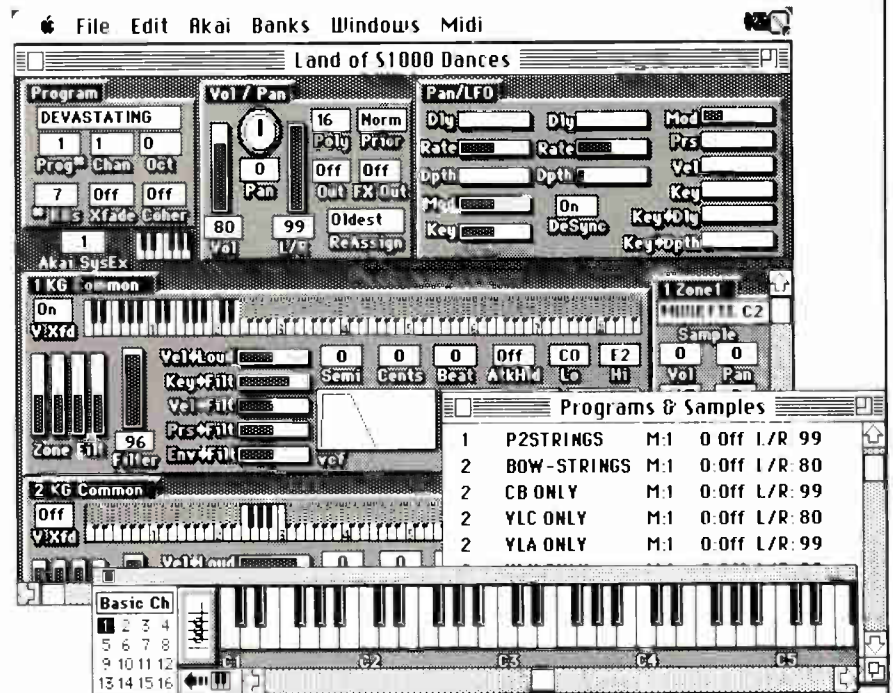 File Edit Akai Banks Windows Midi
Land of S1000 Dances
Program
DEVASTATING
1 1 0
Prog# Chan Oct
7 Off Off
Xfade Coher
1
Akai SysEx
Vol / Pan
16 Norm
Poly Prior
0
Pan
Off Off
Out FX Out
80 99 Oldest
Vol L/R ReAssign
Pan/LFO
Dly Dly Mod
Rate Rate Prs
Dpth Dpth Vel
Mod On Key
Key DeSync Key→Dly
Key→Dpth
1 KG Common
On
V Xfd
Vel→Loud
Key→Filt
Vel→Filt
Prs→Filt
Env→Filt
0 0 0 Off C0 E2
Semi Cents Beat AtkHld Lo Hi
Zone Filt
96
Filter
vcf
1 Zone1
C2
Sample
0 0
Vol Pan
2 KG Common
Off
V Xfd
Vel→Loud
Programs & Samples
1 P2STRINGS M:1 O:Off L/R: 99
2 BOW-STRINGS M:1 O:Off L/R: 80
2 CB ONLY M:1 O:Off L/R: 99
2 VLC ONLY M:1 O:Off L/R: 80
2 VLA ONLY M:1 O:Off L/R: 99
Basic Ch
1 2 3 4
5 6 7 8
9 10 11 12
13 14 15 16
C1 C2 C3 C4 C5